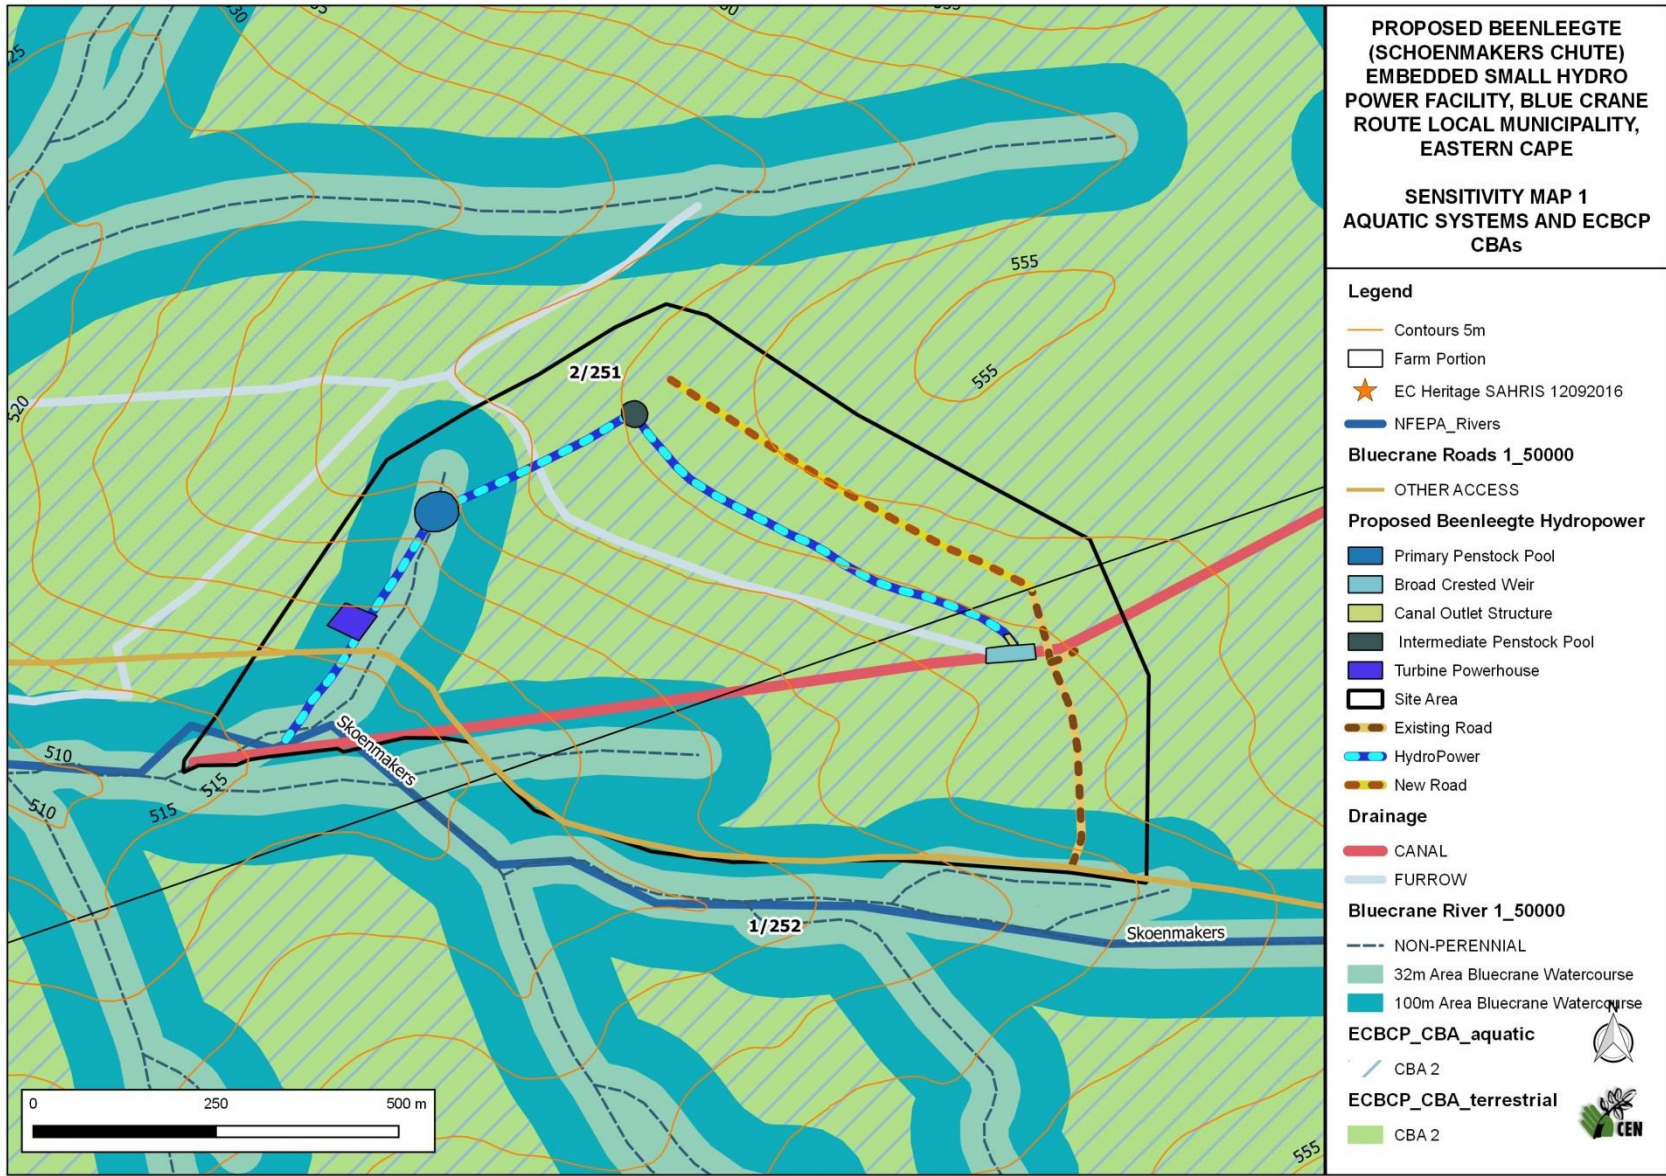 530
535
500
555
525
555
555
2/251
520
Skoenmakers
510
515
515
510
1/252
Skoenmakers
555
0 250 500 m
PROPOSED BEENLEEGTE
(SCHOENMAKERS CHUTE)
EMBEDDED SMALL HYDRO
POWER FACILITY, BLUE CRANE
ROUTE LOCAL MUNICIPALITY,
EASTERN CAPE
SENSITIVITY MAP 1
AQUATIC SYSTEMS AND ECBCP
CBAs
Legend
Contours 5m
Farm Portion
EC Heritage SAHRIS 12092016
NFEPA_Rivers
Bluecrane Roads 1_50000
OTHER ACCESS
Proposed Beenleegte Hydropower
Primary Penstock Pool
Broad Crested Weir
Canal Outlet Structure
Intermediate Penstock Pool
Turbine Powerhouse
Site Area
Existing Road
HydroPower
New Road
Drainage
CANAL
FURROW
Bluecrane River 1_50000
NON-PERENNIAL
32m Area Bluecrane Watercourse
100m Area Bluecrane Watercourse
N
ECBCP_CBA_aquatic
CBA 2
ECBCP_CBA_terrestrial
CBA 2
CEN